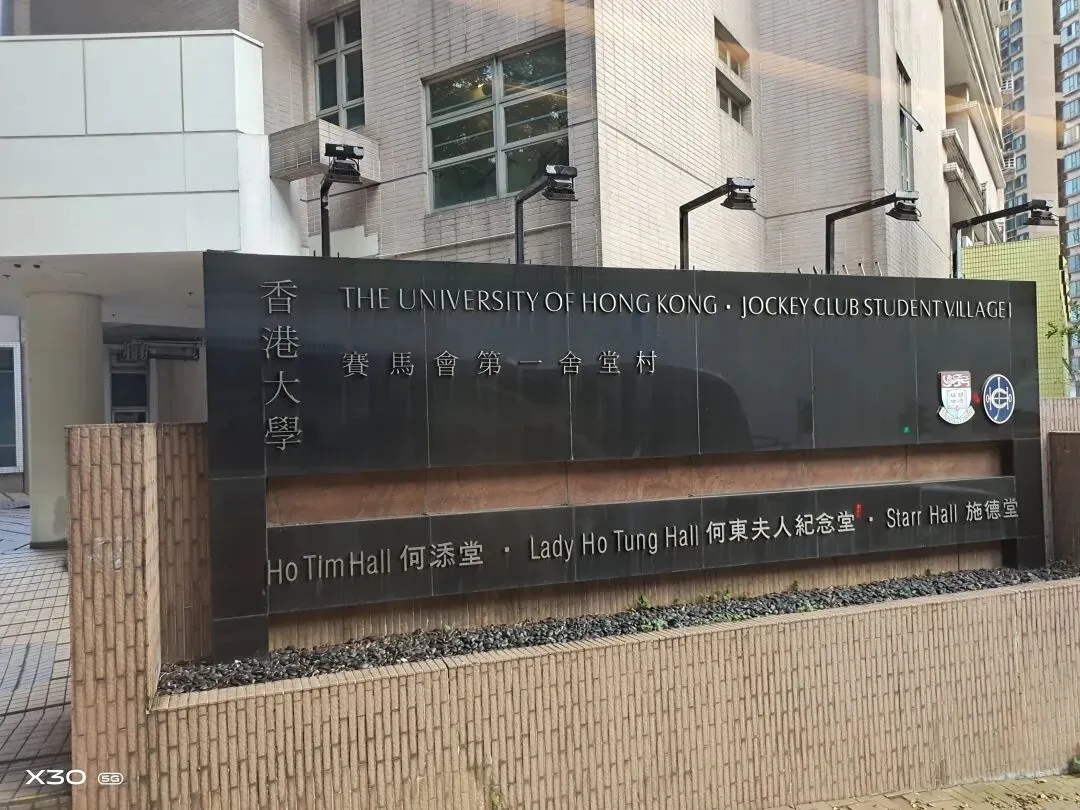 香港大學
THE UNIVERSITY OF HONG KONG · JOCKEY CLUB STUDENT VILLAGE I
賽馬會第一舍堂村
Ho Tim Hall 何添堂 · Lady Ho Tung Hall 何東夫人紀念堂 · Starr Hall 施德堂
X30 5G